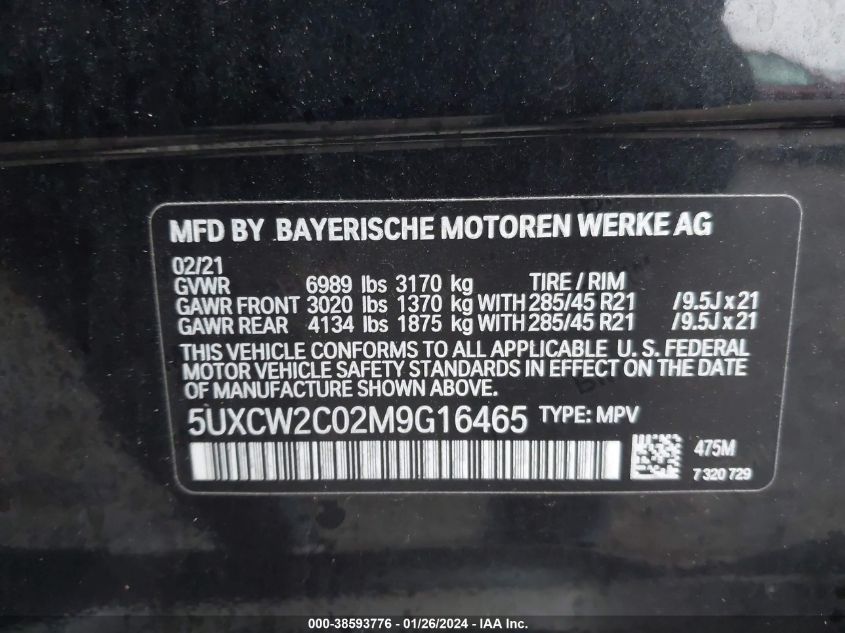 MFD BY BAYERISCHE MOTOREN WERKE AG
02/21
GVWR 6989 lbs 3170 kg TIRE / RIM
GAWR FRONT 3020 lbs 1370 kg WITH 285/45 R21 / 9.5J x 21
GAWR REAR 4134 lbs 1875 kg WITH 285/45 R21 / 9.5J x 21
THIS VEHICLE CONFORMS TO ALL APPLICABLE U. S. FEDERAL
MOTOR VEHICLE SAFETY STANDARDS IN EFFECT ON THE DATE
OF MANUFACTURE SHOWN ABOVE.
5UXCW2C02M9G16465 TYPE: MPV
475M
7 320 729
000-38593776 - 01/26/2024 - IAA Inc.